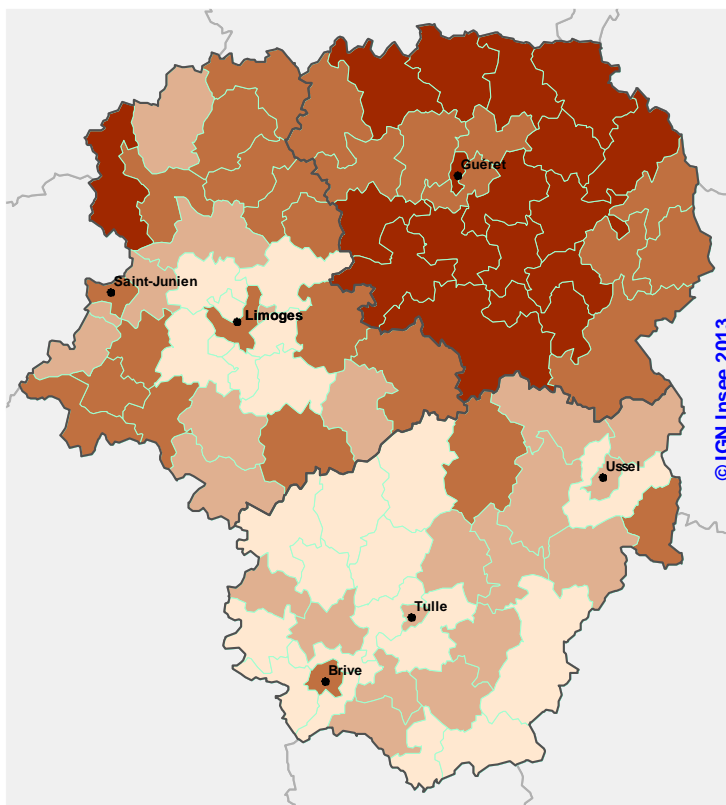 Guéret
Saint-Junien
Limoges
Ussel
Tulle
Brive
© IGN Insee 2013